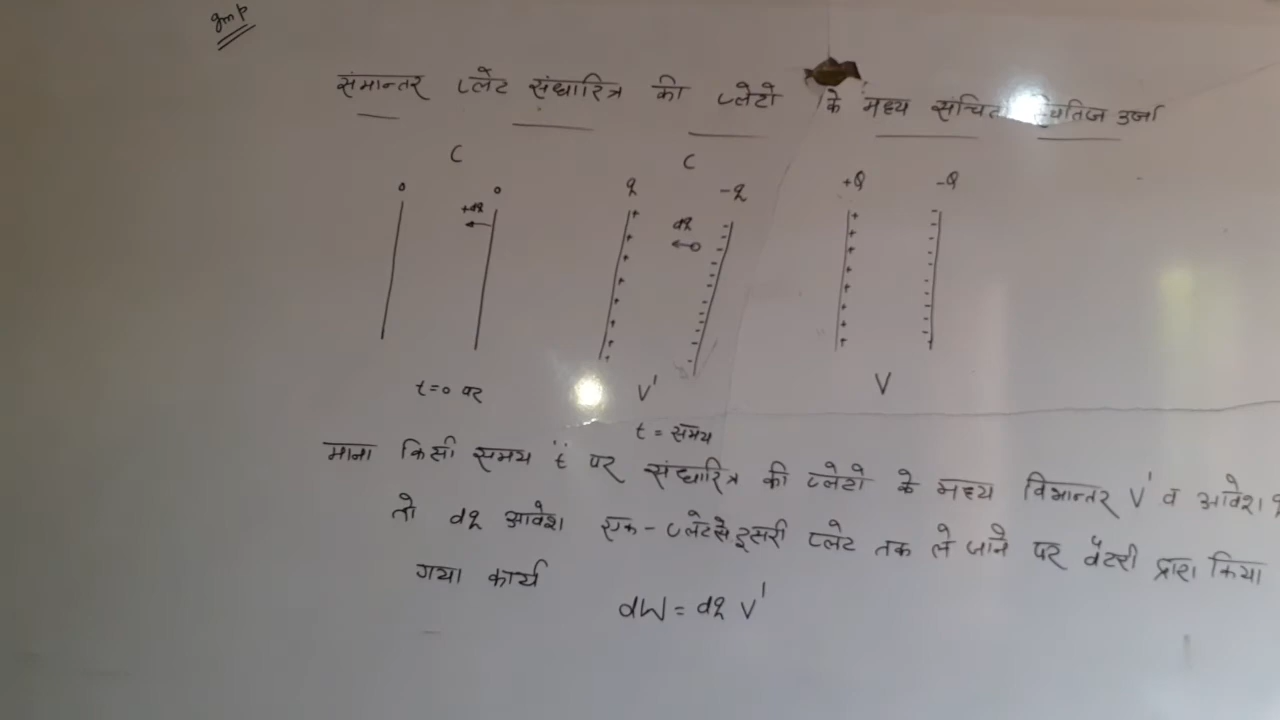 Imp
समान्तर प्लेट संधारित्र की प्लेटो के मध्य संचित स्थितिज उर्जा
C C
0 0 q -q +Q -Q
+dq dq
t=0 पर V' V
t = समय
माना किसी समय "t" पर संधारित्र की प्लेटो के मध्य विभान्तर V' व आवेश q
तो dq आवेश एक - प्लेट से दूसरी प्लेट तक ले जाने पर बैटरी द्वारा किया
गया कार्य
dW = dq V'